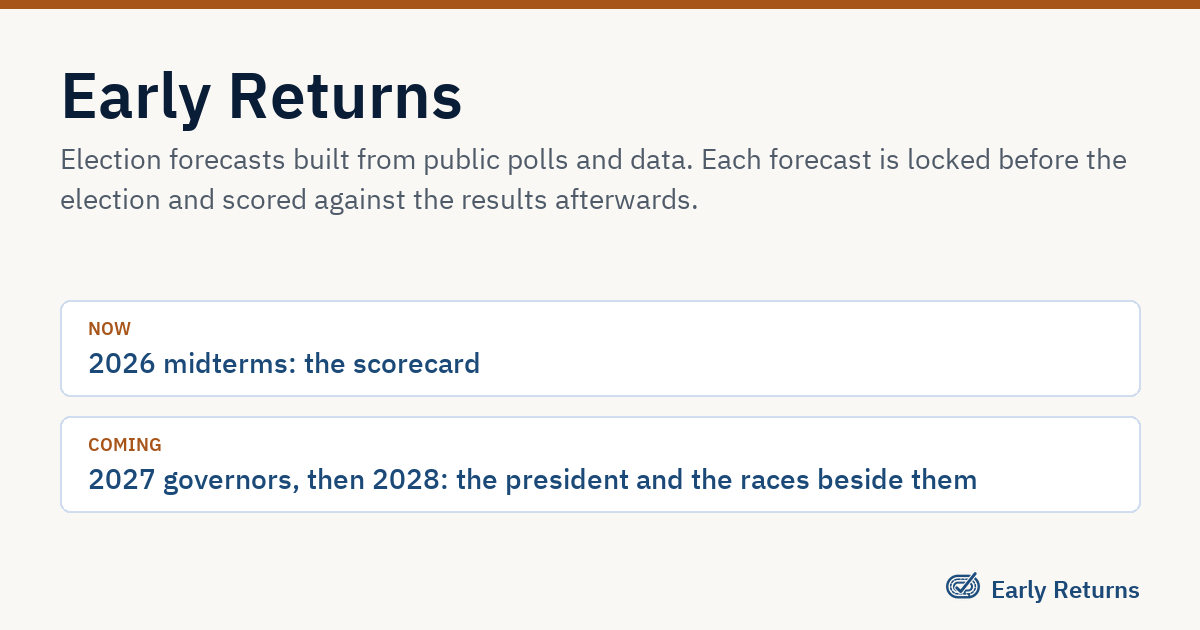 Early Returns
Election forecasts built from public polls and data. Each forecast is locked before the
election and scored against the results afterwards.
NOW
2026 midterms: the scorecard
COMING
2027 governors, then 2028: the president and the races beside them
Early Returns